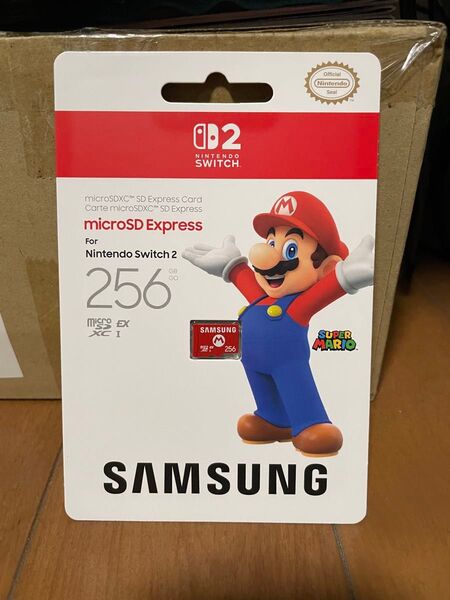 Official
Nintendo
Seal
2
NINTENDO
SWITCH
microSDXC™ SD Express Card
Carte microSDXC™ SD Express
microSD Express
For
Nintendo Switch 2
256 GB
GO
micro SD XC EX I
SAMSUNG
M
256
SUPER
MARIO
SAMSUNG